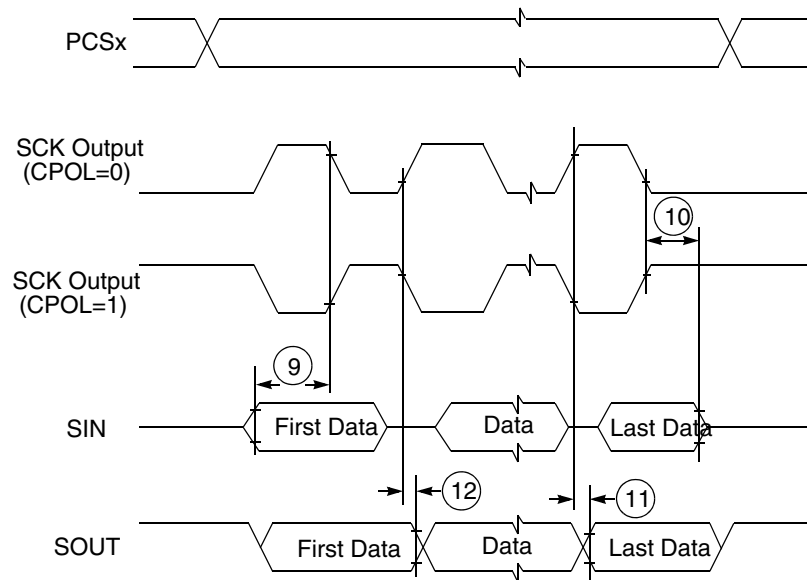 PCSx
SCK Output
(CPOL=0)
10
SCK Output
(CPOL=1)
9
SIN
First Data
Data
Last Data
12
11
SOUT
First Data
Data
Last Data